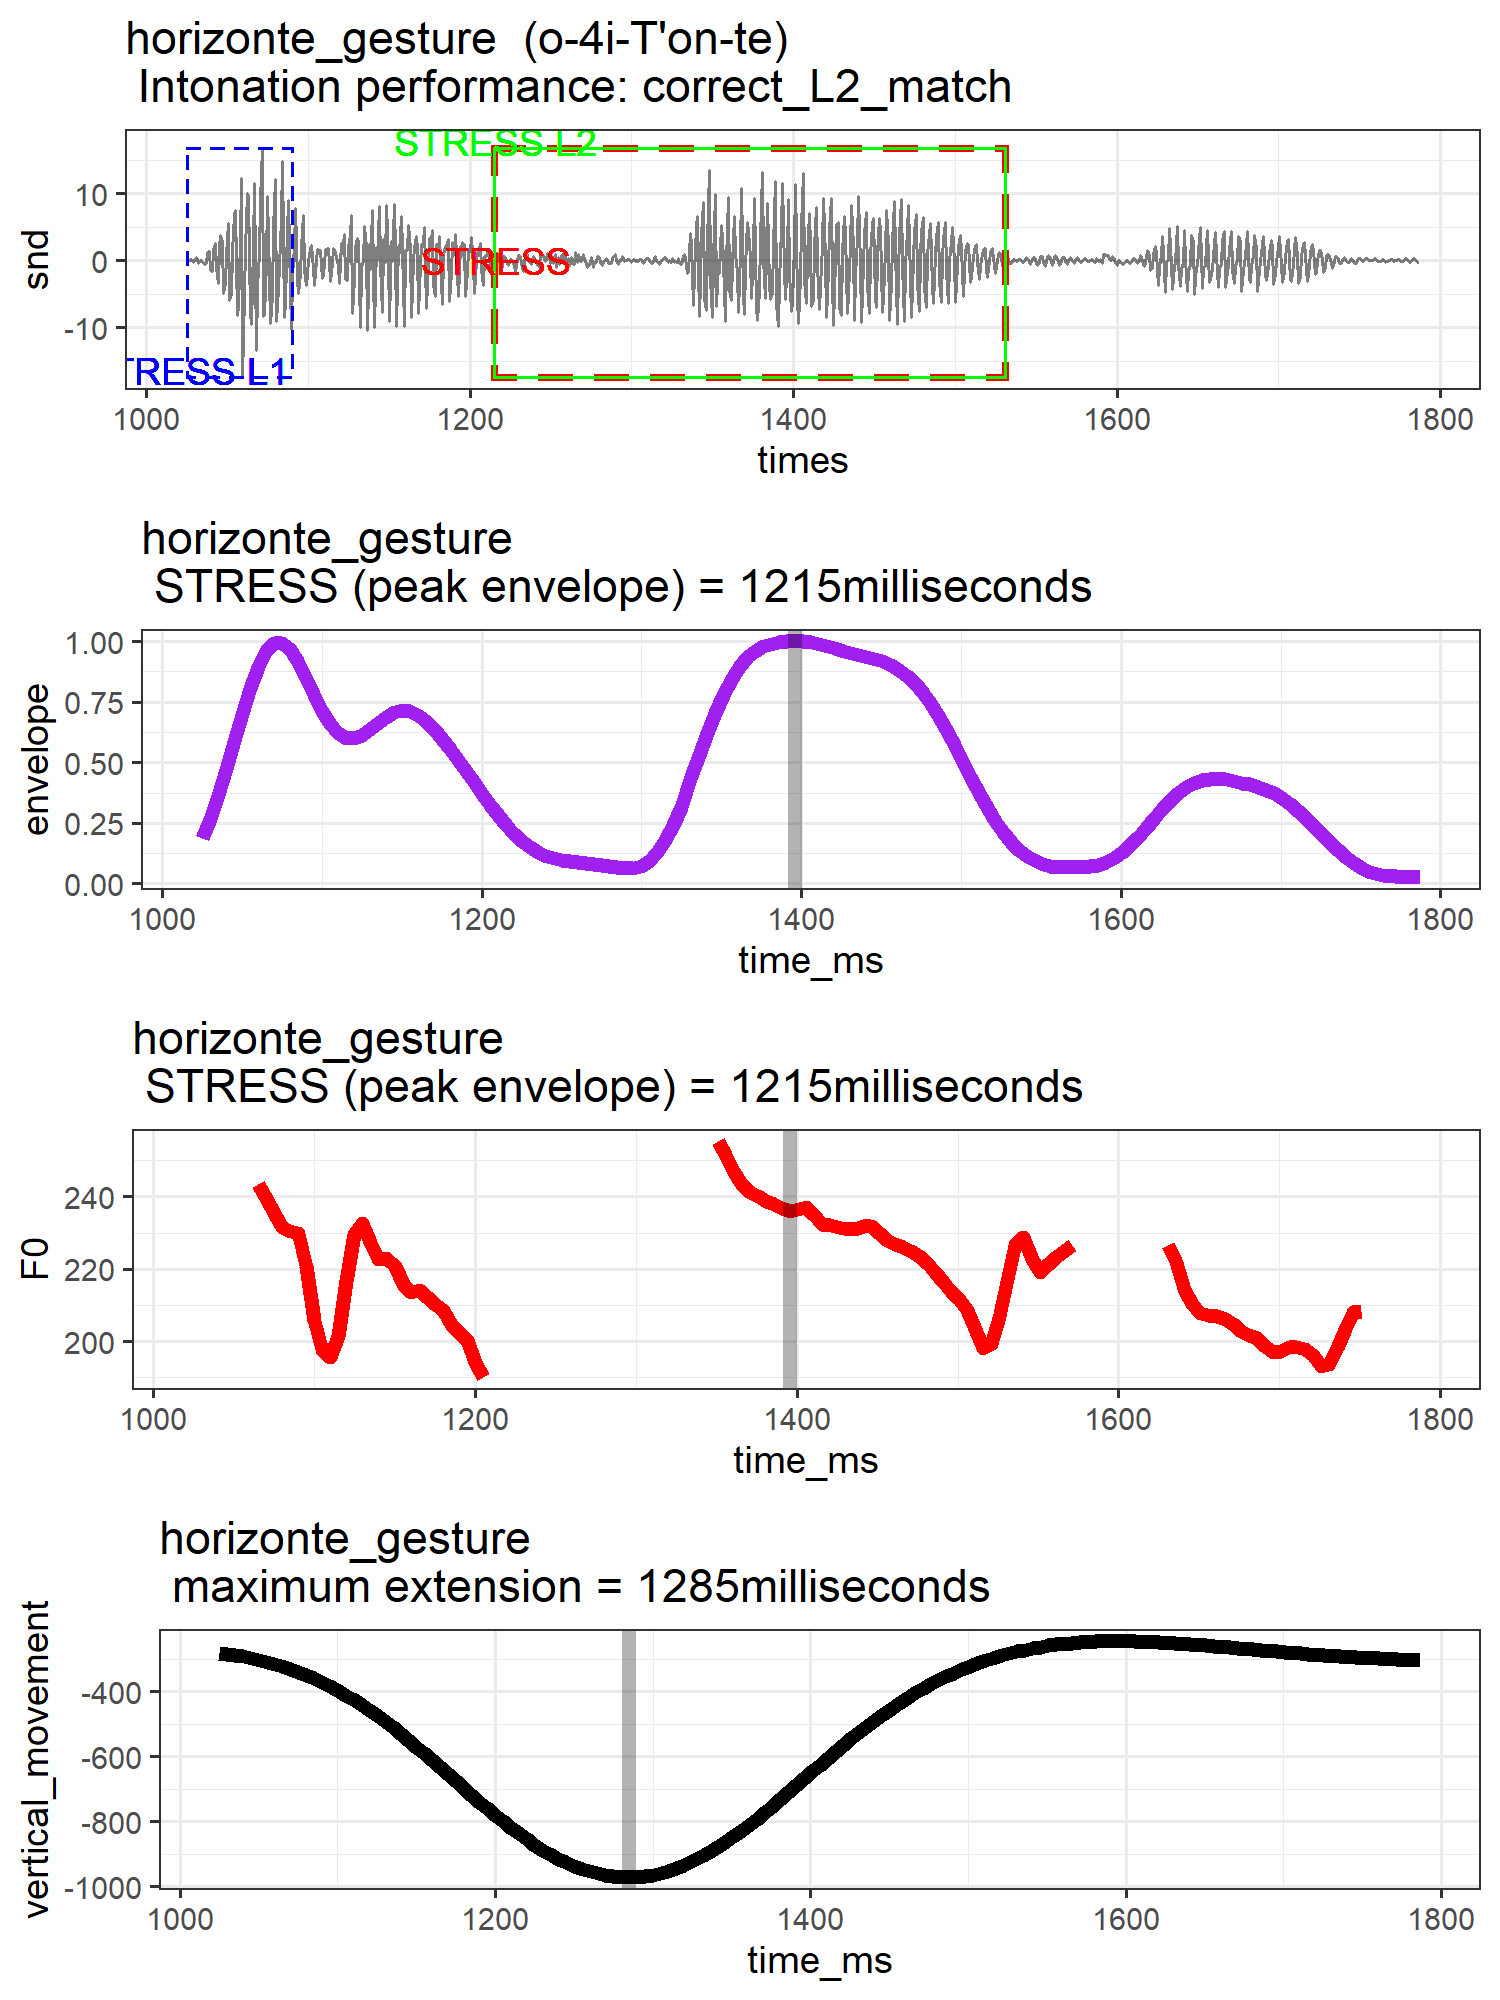 horizonte_gesture  (o-4i-T'on-te)
Intonation performance: correct_L2_match
STRESS L2
10
snd
STRESS
0
-10
RESS L1
1000 1200 1400 1600 1800
times
horizonte_gesture
STRESS (peak envelope) = 1215milliseconds
1.00
0.75
envelope
0.50
0.25
0.00
1000 1200 1400 1600 1800
time_ms
horizonte_gesture
STRESS (peak envelope) = 1215milliseconds
240
F0
220
200
1000 1200 1400 1600 1800
time_ms
horizonte_gesture
maximum extension = 1285milliseconds
vertical_movement
-400
-600
-800
-1000
1000 1200 1400 1600 1800
time_ms